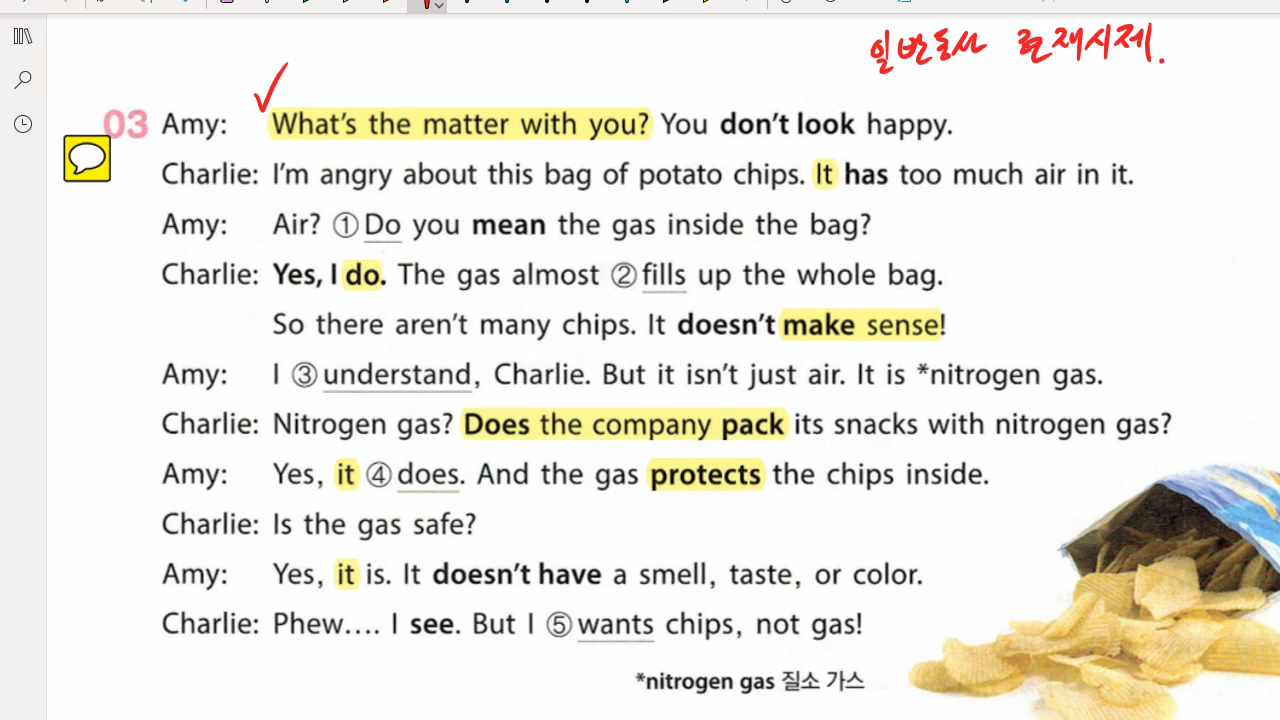 일반동사 현재시제.
03 Amy: What's the matter with you? You don't look happy.
Charlie: I'm angry about this bag of potato chips. It has too much air in it.
Amy: Air? ① Do you mean the gas inside the bag?
Charlie: Yes, I do. The gas almost ② fills up the whole bag.
So there aren't many chips. It doesn't make sense!
Amy: I ③ understand, Charlie. But it isn't just air. It is *nitrogen gas.
Charlie: Nitrogen gas? Does the company pack its snacks with nitrogen gas?
Amy: Yes, it ④ does. And the gas protects the chips inside.
Charlie: Is the gas safe?
Amy: Yes, it is. It doesn't have a smell, taste, or color.
Charlie: Phew…. I see. But I ⑤ wants chips, not gas!
*nitrogen gas 질소 가스